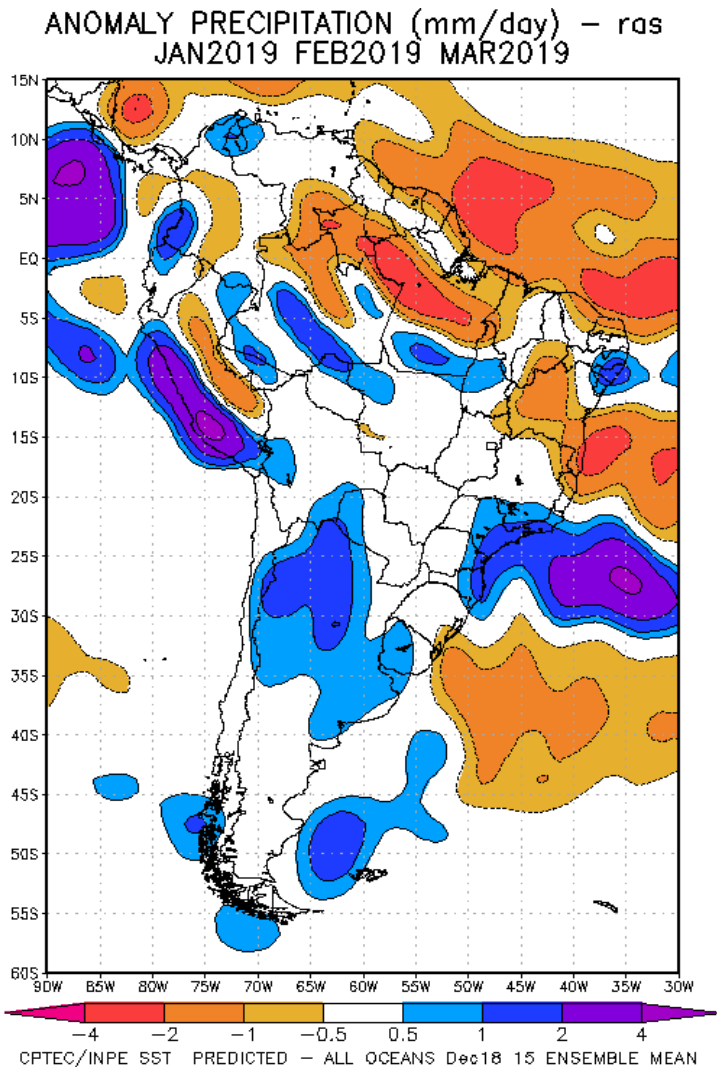 ANOMALY PRECIPITATION (mm/day) – ras
JAN2019 FEB2019 MAR2019
15N
10N
5N
EQ
5S
10S
15S
20S
25S
30S
35S
40S
45S
50S
55S
60S
90W 85W 80W 75W 70W 65W 60W 55W 50W 45W 40W 35W 30W
−4 −2 −1 −0.5 0.5 1 2 4
CPTEC/INPE SST PREDICTED – ALL OCEANS Dec18 15 ENSEMBLE MEAN